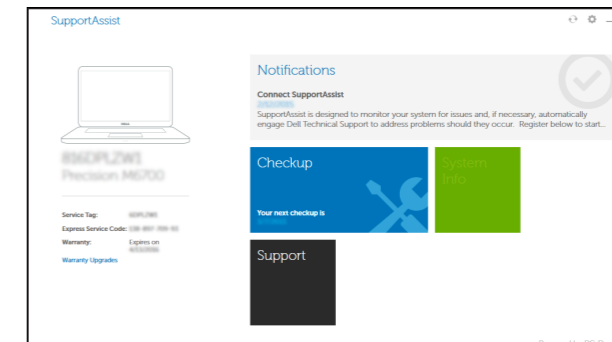 SupportAssist
Notifications
Connect SupportAssist
SupportAssist is designed to monitor your system for issues and, if necessary, automatically
engage Dell Technical Support to address problems should they occur. Register below to start...
Precision M6700
Checkup
System
Info
Service Tag:
Express Service Code:
Warranty: Expires on
Warranty Upgrades
Your next checkup is
Support